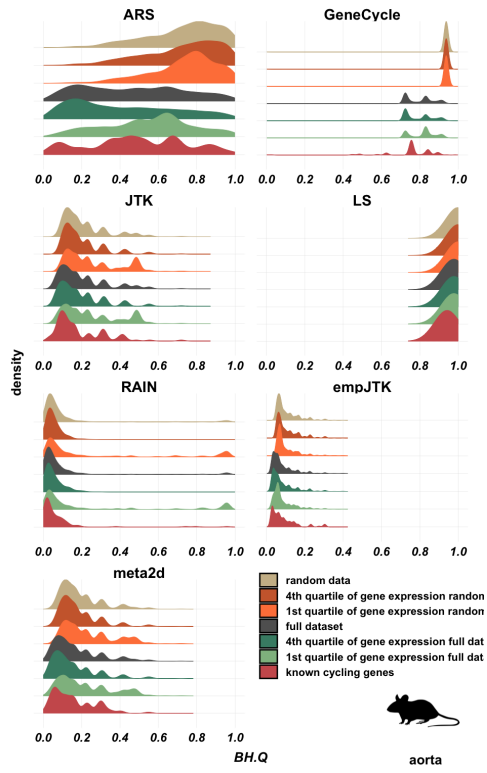 ARS
GeneCycle
0.0 0.2 0.4 0.6 0.8 1.0
0.0 0.2 0.4 0.6 0.8 1.0
JTK
LS
0.0 0.2 0.4 0.6 0.8 1.0
0.0 0.2 0.4 0.6 0.8 1.0
density
RAIN
empJTK
0.0 0.2 0.4 0.6 0.8 1.0
0.0 0.2 0.4 0.6 0.8 1.0
meta2d
0.0 0.2 0.4 0.6 0.8 1.0
random data
4th quartile of gene expression random
1st quartile of gene expression random
full dataset
4th quartile of gene expression full dat
1st quartile of gene expression full dat
known cycling genes
BH.Q
aorta